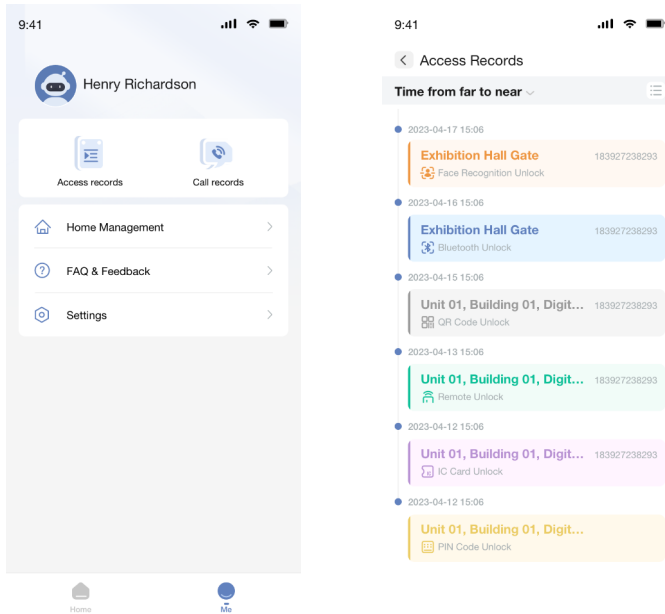 9:41
Henry Richardson
Access records
Call records
Home Management
FAQ & Feedback
Settings
Home
Me
9:41
Access Records
Time from far to near
2023-04-17 15:06
Exhibition Hall Gate 183927238293
Face Recognition Unlock
2023-04-16 15:06
Exhibition Hall Gate 183927238293
Bluetooth Unlock
2023-04-15 15:06
Unit 01, Building 01, Digit... 183927238293
QR Code Unlock
2023-04-13 15:06
Unit 01, Building 01, Digit... 183927238293
Remote Unlock
2023-04-12 15:06
Unit 01, Building 01, Digit... 183927238293
IC Card Unlock
2023-04-12 15:06
Unit 01, Building 01, Digit...
PIN Code Unlock